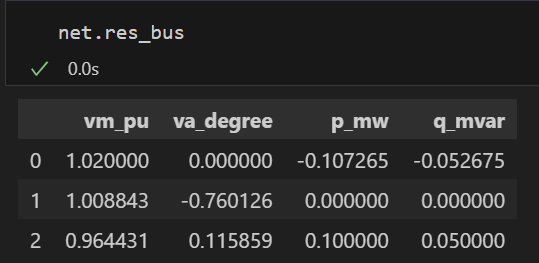 net.res_bus
0.0s
vm_pu va_degree p_mw q_mvar
0 1.020000 0.000000 -0.107265 -0.052675
1 1.008843 -0.760126 0.000000 0.000000
2 0.964431 0.115859 0.100000 0.050000